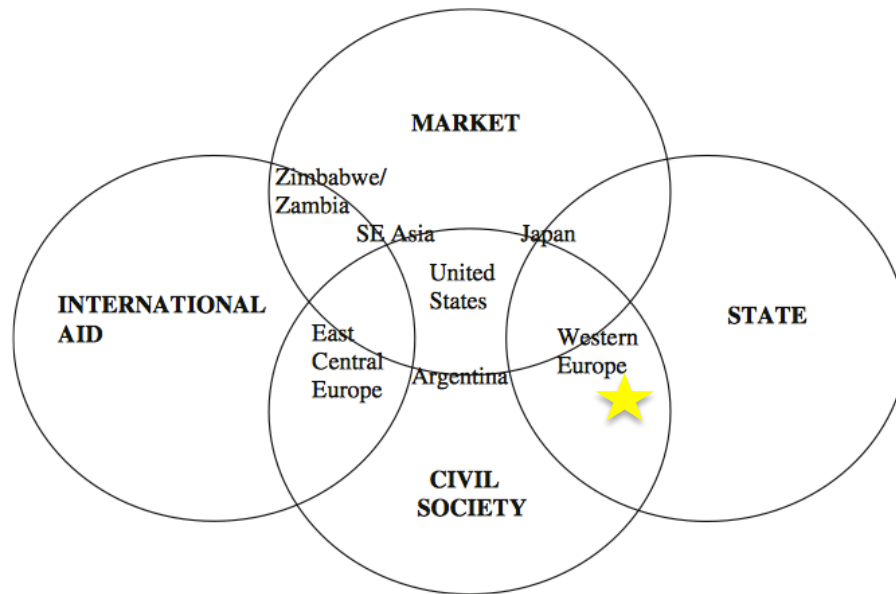 MARKET
Zimbabwe/
Zambia
SE Asia
Japan
United
States
INTERNATIONAL
AID
STATE
East
Central
Europe
Western
Europe
Argentina
CIVIL
SOCIETY